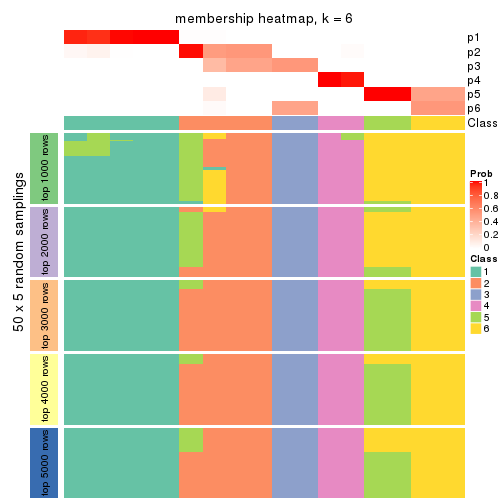 membership heatmap, k = 6
p1
p2
p3
p4
p5
p6
Class
50 x 5 random samplings
top 1000 rows
top 2000 rows
top 3000 rows
top 4000 rows
top 5000 rows
Prob
1
0.8
0.6
0.4
0.2
0
Class
1
2
3
4
5
6